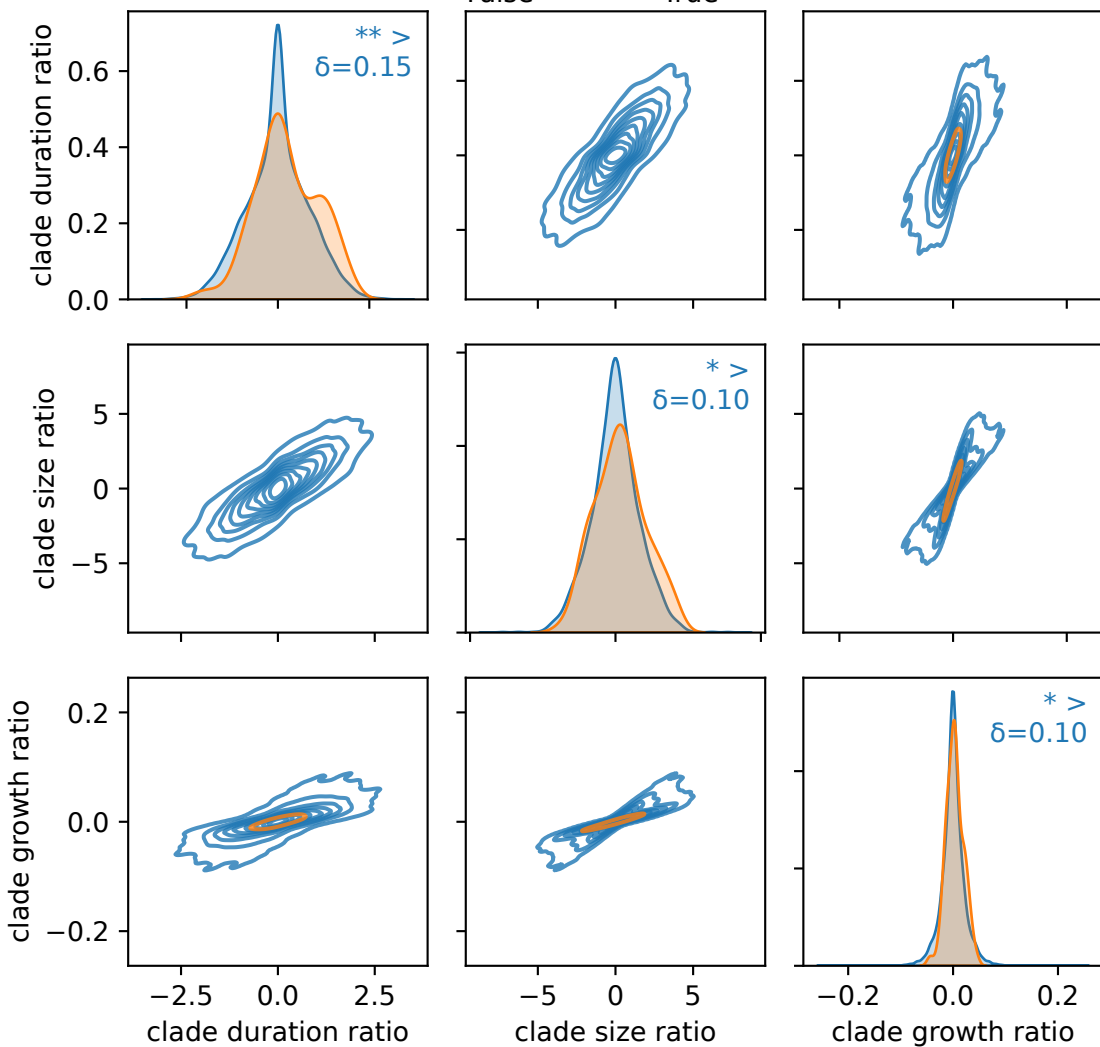 clade duration ratio
0.6
0.4
0.2
0.0
** >
δ=0.15
clade size ratio
5
0
−5
* >
δ=0.10
clade growth ratio
0.2
0.0
−0.2
* >
δ=0.10
−2.5 0.0 2.5
−5 0 5
−0.2 0.0 0.2
clade duration ratio
clade size ratio
clade growth ratio